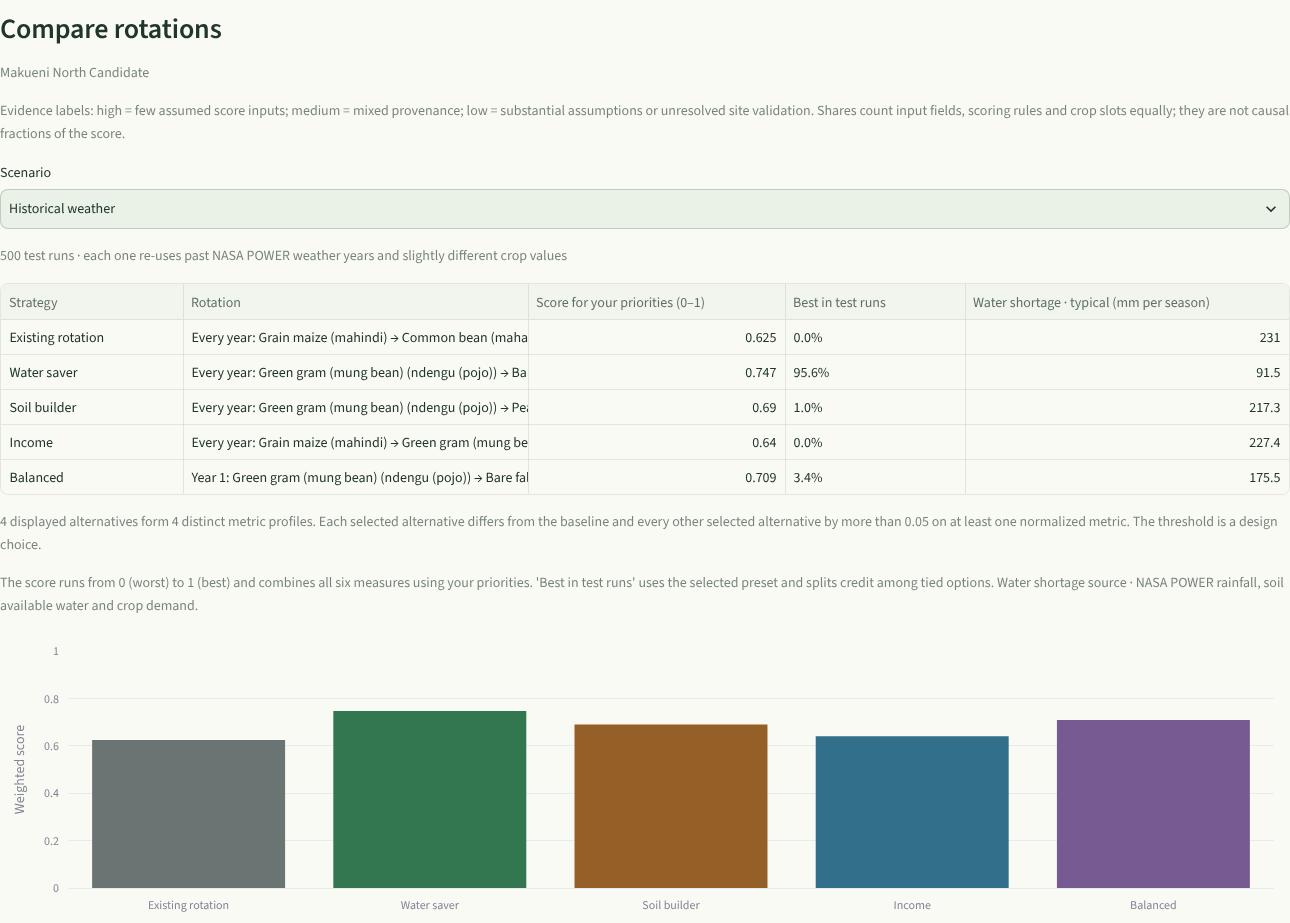 Compare rotations
Makueni North Candidate
Evidence labels: high = few assumed score inputs; medium = mixed provenance; low = substantial assumptions or unresolved site validation. Shares count input fields, scoring rules and crop slots equally; they are not causal
fractions of the score.
Scenario
Historical weather
500 test runs · each one re-uses past NASA POWER weather years and slightly different crop values
Strategy Rotation Score for your priorities (0–1) Best in test runs Water shortage · typical (mm per season)
Existing rotation Every year: Grain maize (mahindi) → Common bean (maha 0.625 0.0% 231
Water saver Every year: Green gram (mung bean) (ndengu (pojo)) → Ba 0.747 95.6% 91.5
Soil builder Every year: Green gram (mung bean) (ndengu (pojo)) → Pea 0.69 1.0% 217.3
Income Every year: Grain maize (mahindi) → Green gram (mung be 0.64 0.0% 227.4
Balanced Year 1: Green gram (mung bean) (ndengu (pojo)) → Bare fal 0.709 3.4% 175.5
4 displayed alternatives form 4 distinct metric profiles. Each selected alternative differs from the baseline and every other selected alternative by more than 0.05 on at least one normalized metric. The threshold is a design
choice.
The score runs from 0 (worst) to 1 (best) and combines all six measures using your priorities. 'Best in test runs' uses the selected preset and splits credit among tied options. Water shortage source · NASA POWER rainfall, soil
available water and crop demand.
Weighted score
1
0.8
0.6
0.4
0.2
0
Existing rotation Water saver Soil builder Income Balanced